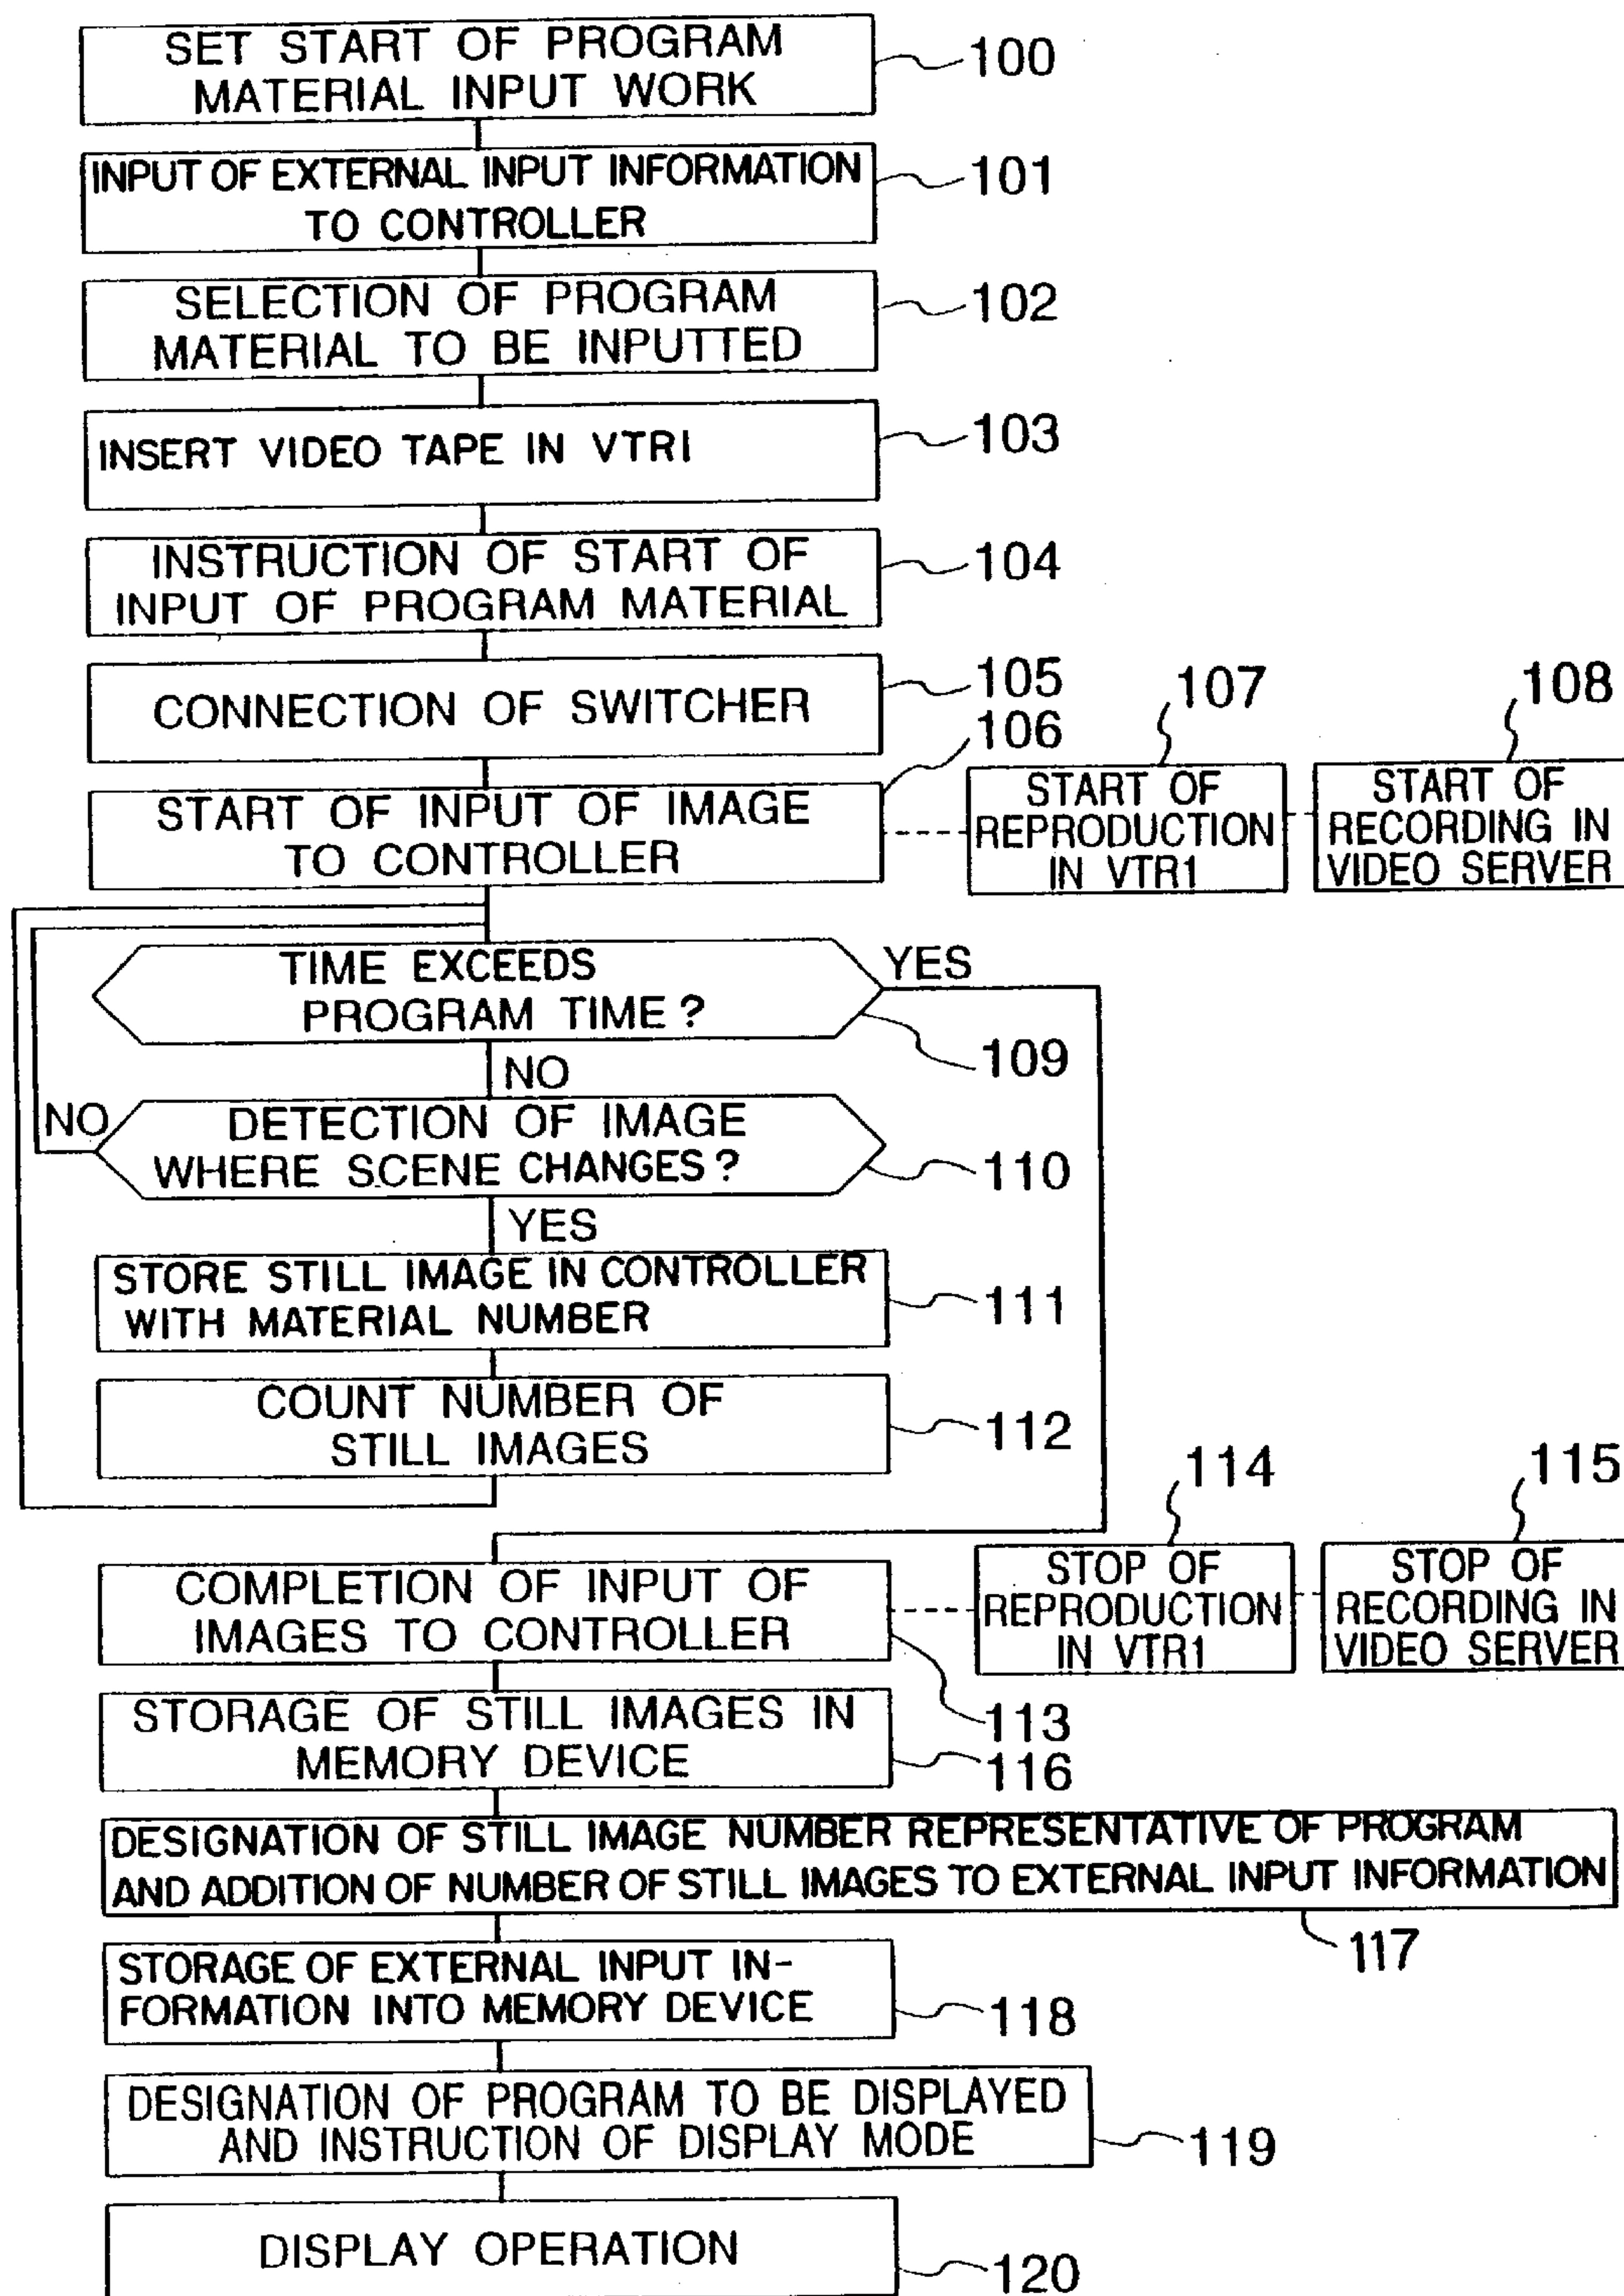 SET START OF PROGRAM
MATERIAL INPUT WORK
100
INPUT OF EXTERNAL INPUT INFORMATION
TO CONTROLLER
101
SELECTION OF PROGRAM
MATERIAL TO BE INPUTTED
102
INSERT VIDEO TAPE IN VTR1
103
INSTRUCTION OF START OF
INPUT OF PROGRAM MATERIAL
104
CONNECTION OF SWITCHER
105
START OF INPUT OF IMAGE
TO CONTROLLER
106
START OF
REPRODUCTION
IN VTR1
107
START OF
RECORDING IN
VIDEO SERVER
108
TIME EXCEEDS
PROGRAM TIME?
YES
109
NO
DETECTION OF IMAGE
WHERE SCENE CHANGES?
NO
110
YES
STORE STILL IMAGE IN CONTROLLER
WITH MATERIAL NUMBER
111
COUNT NUMBER OF
STILL IMAGES
112
COMPLETION OF INPUT OF
IMAGES TO CONTROLLER
113
STOP OF
REPRODUCTION
IN VTR1
114
STOP OF
RECORDING IN
VIDEO SERVER
115
STORAGE OF STILL IMAGES IN
MEMORY DEVICE
116
DESIGNATION OF STILL IMAGE NUMBER REPRESENTATIVE OF PROGRAM
AND ADDITION OF NUMBER OF STILL IMAGES TO EXTERNAL INPUT INFORMATION
117
STORAGE OF EXTERNAL INPUT IN-
FORMATION INTO MEMORY DEVICE
118
DESIGNATION OF PROGRAM TO BE DISPLAYED
AND INSTRUCTION OF DISPLAY MODE
119
DISPLAY OPERATION
120